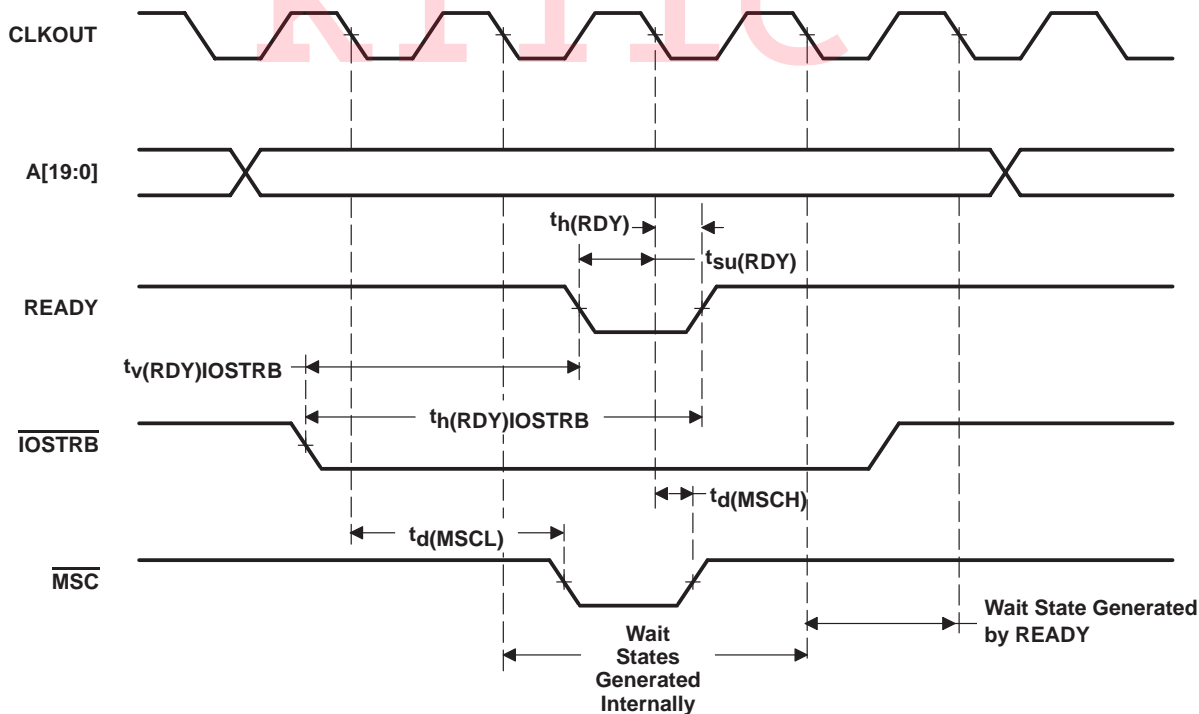 CLKOUT
A[19:0]
th(RDY)
tsu(RDY)
READY
tv(RDY)IOSTRB
th(RDY)IOSTRB
IOSTRB
td(MSCH)
td(MSCL)
MSC
Wait State Generated
by READY
Wait
States
Generated
Internally